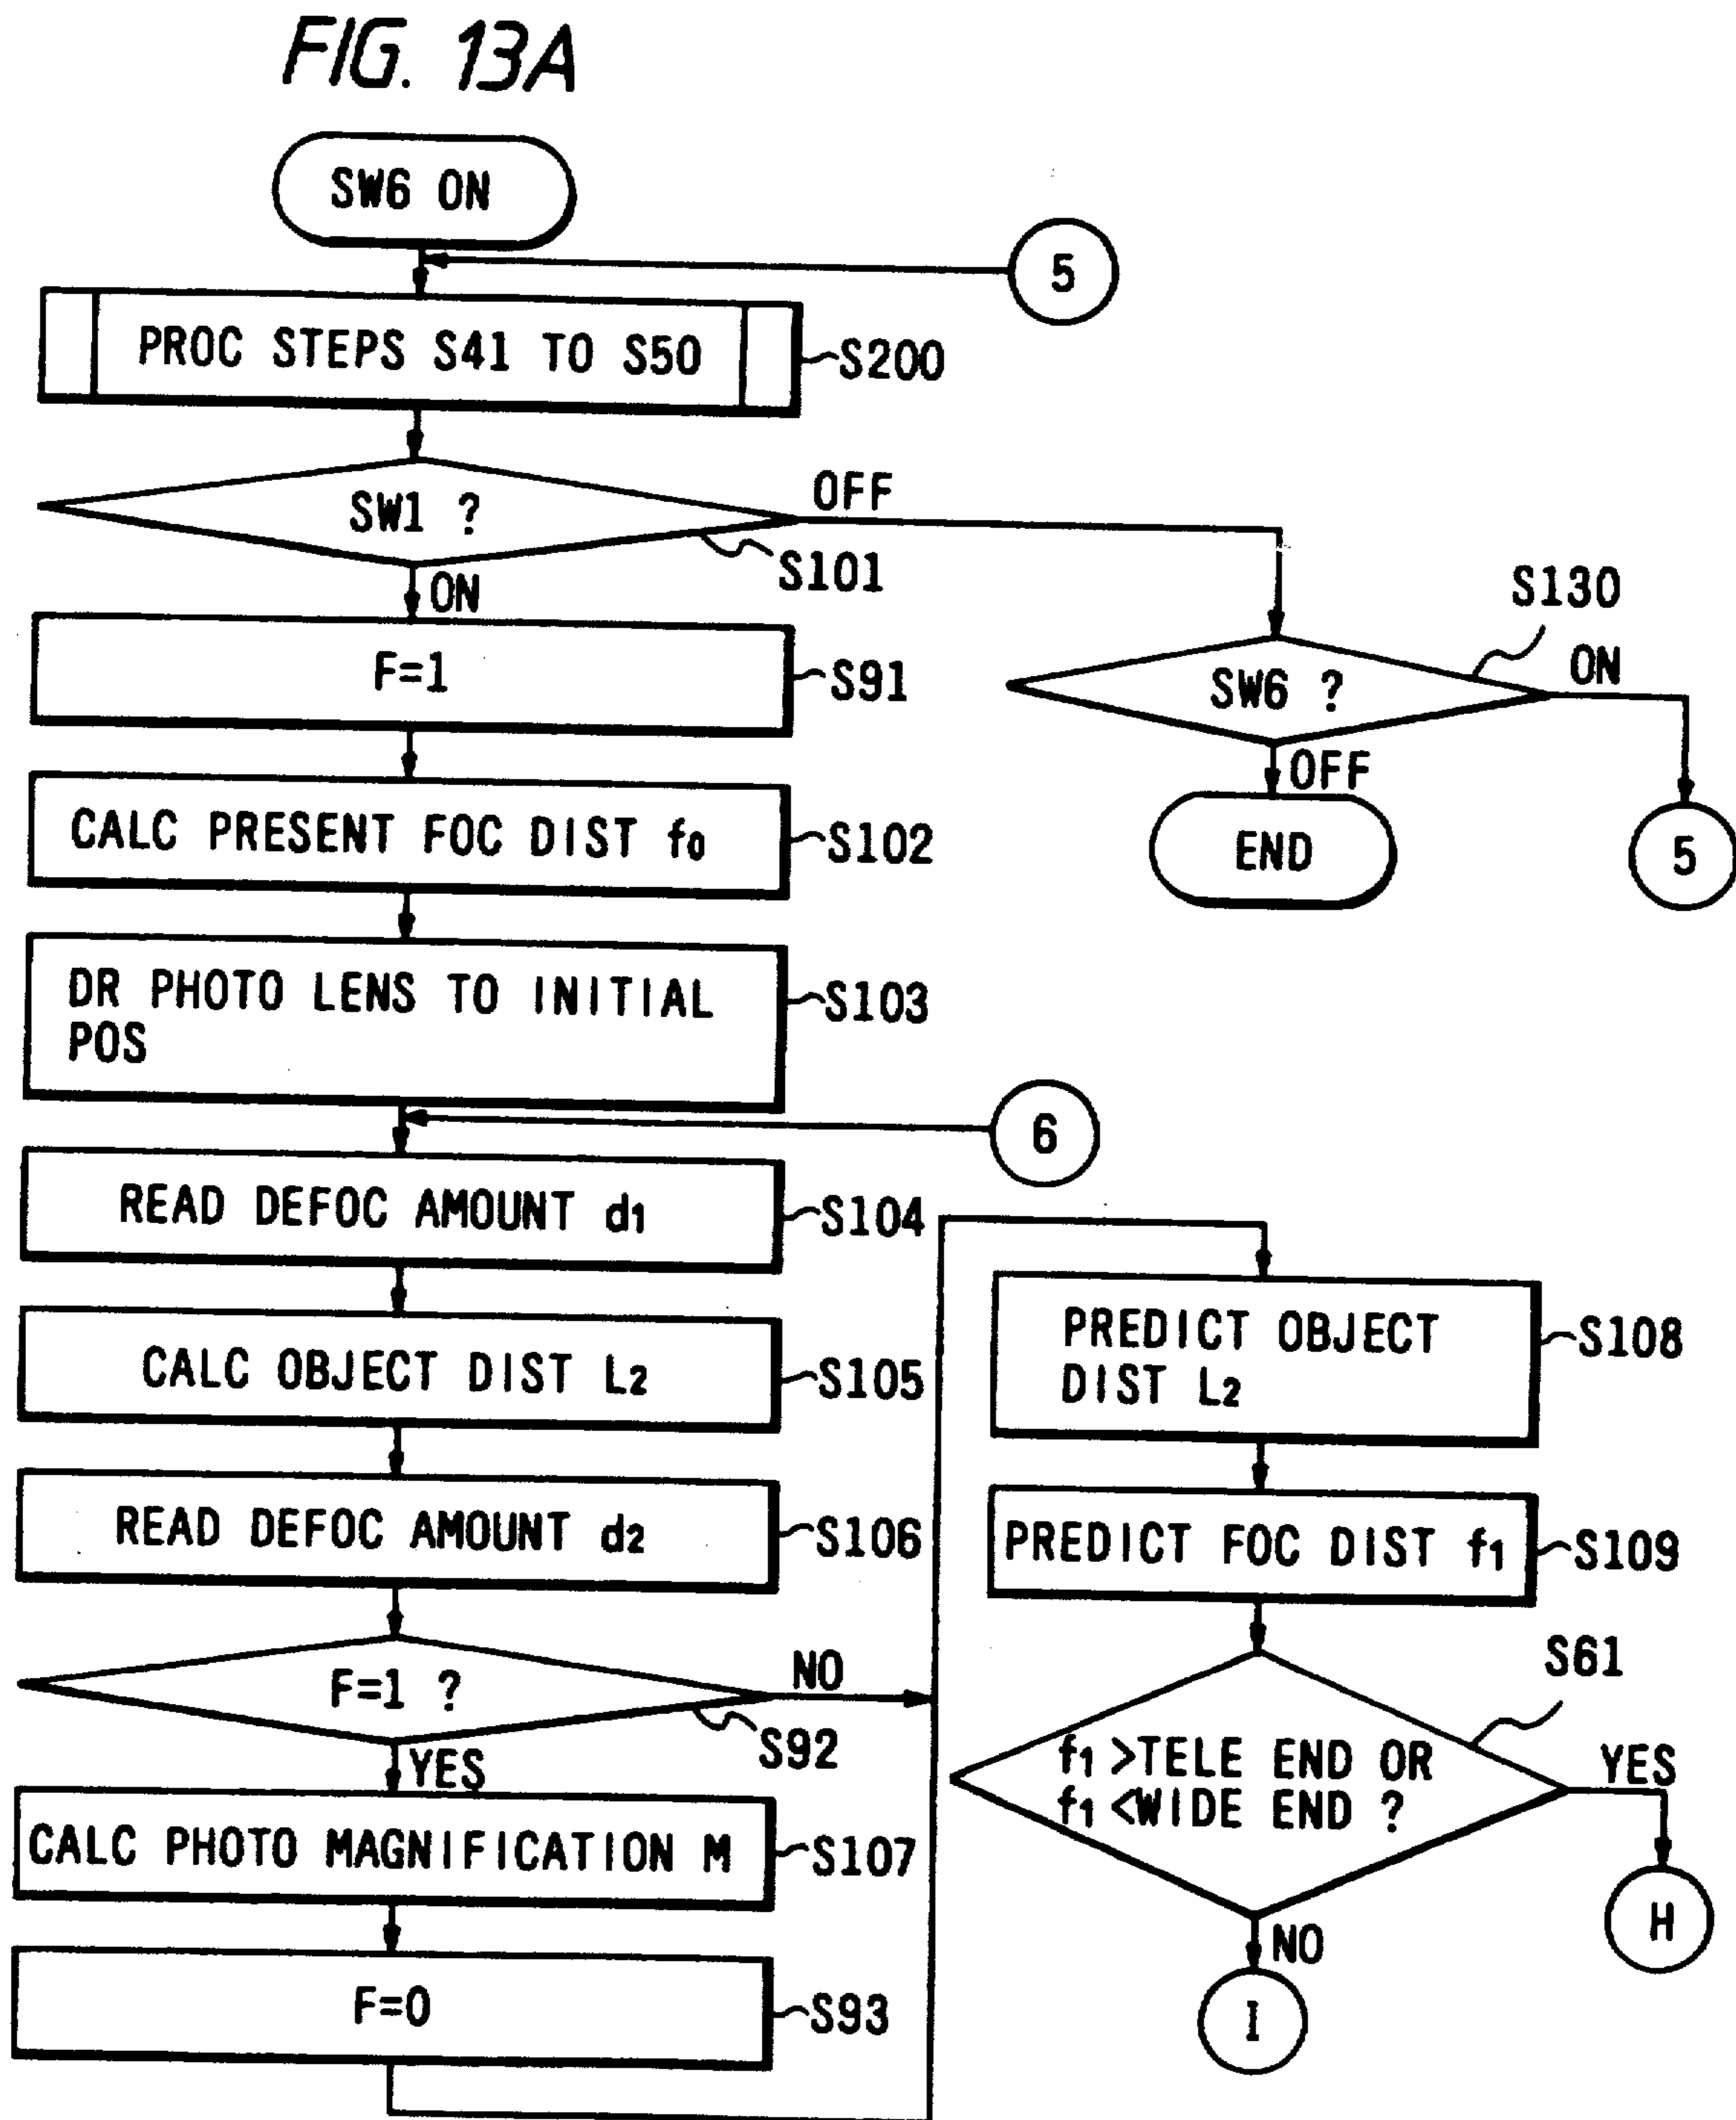 FIG. 13A
SW6 ON
5
PROC STEPS S41 TO S50
S200
SW1 ?
OFF
S101
ON
S130
F=1
S91
SW6 ?
ON
OFF
CALC PRESENT FOC DIST f0
S102
END
5
DR PHOTO LENS TO INITIAL
POS
S103
6
READ DEFOC AMOUNT d1
S104
CALC OBJECT DIST L2
S105
READ DEFOC AMOUNT d2
S106
F=1 ?
NO
S92
YES
CALC PHOTO MAGNIFICATION M
S107
F=0
S93
PREDICT OBJECT
DIST L2
S108
PREDICT FOC DIST f1
S109
S61
f1 >TELE END OR
f1 <WIDE END ?
YES
H
NO
I